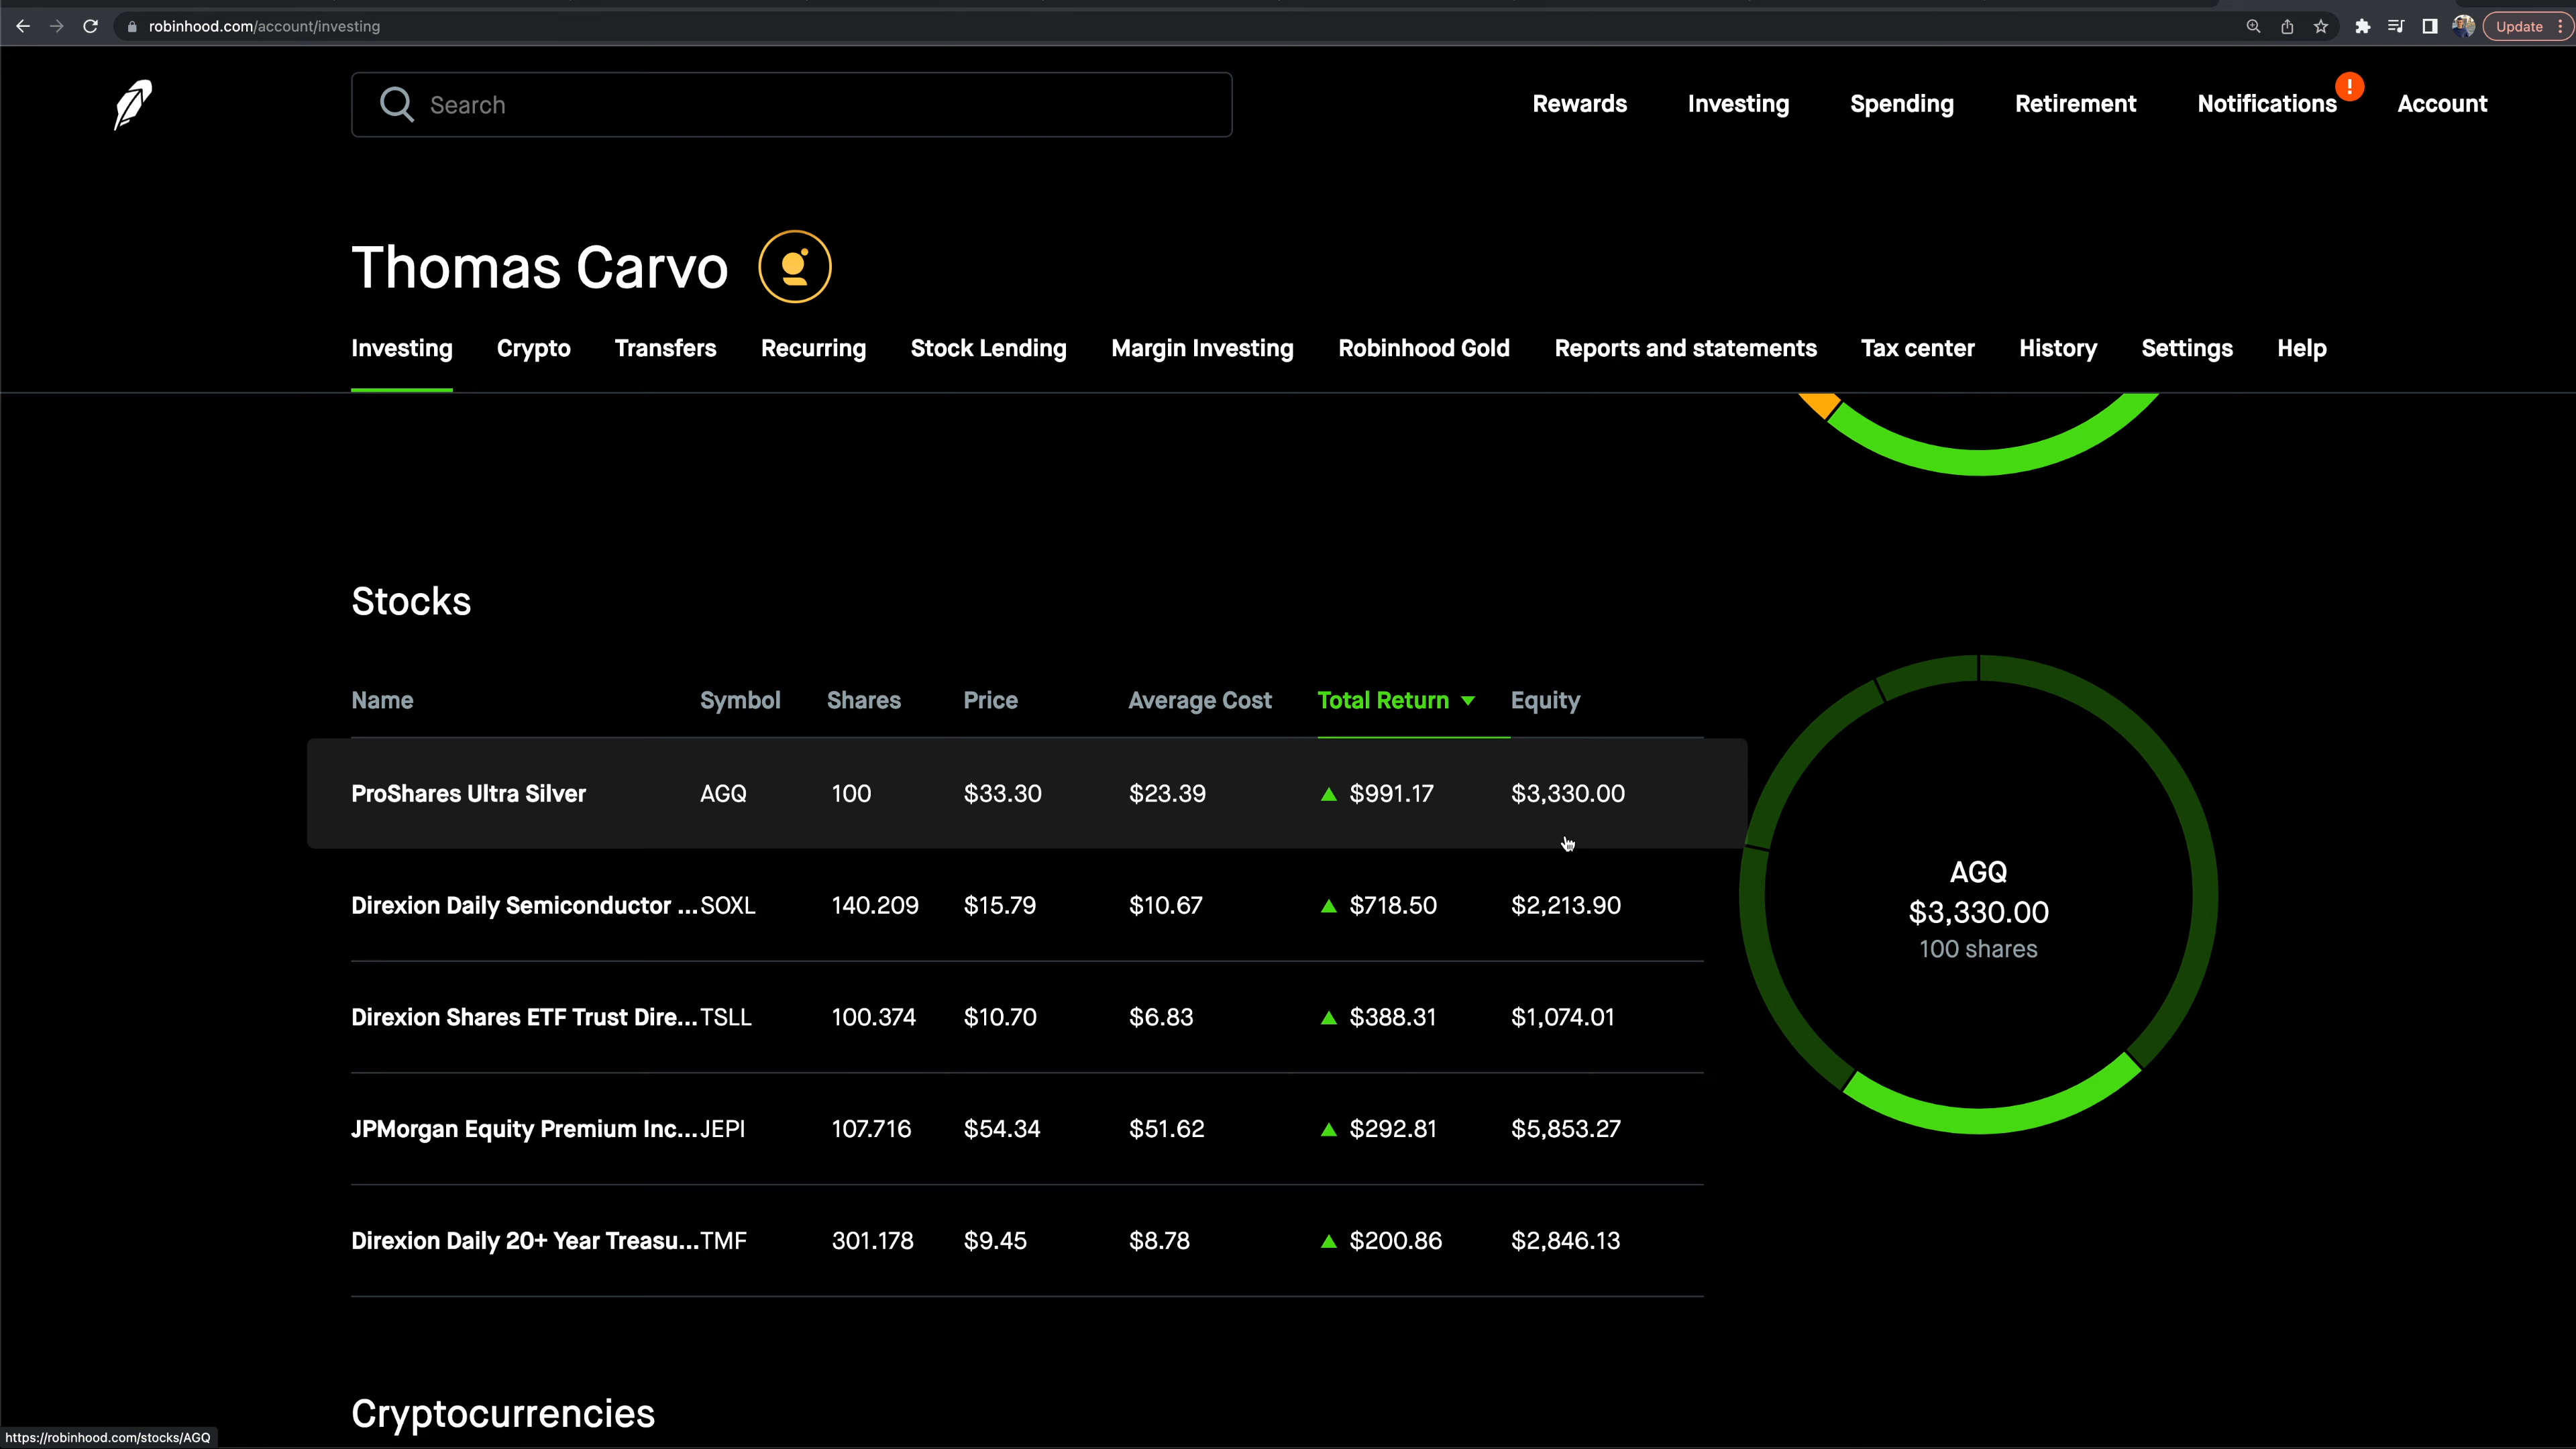 robinhood.com/account/investing
Update
Search
Rewards Investing Spending Retirement Notifications ! Account
Thomas Carvo
Investing Crypto Transfers Recurring Stock Lending Margin Investing Robinhood Gold Reports and statements Tax center History Settings Help
Stocks
Name Symbol Shares Price Average Cost Total Return Equity
ProShares Ultra Silver AGQ 100 $33.30 $23.39 $991.17 $3,330.00
Direxion Daily Semiconductor ... SOXL 140.209 $15.79 $10.67 $718.50 $2,213.90
Direxion Shares ETF Trust Dire... TSLL 100.374 $10.70 $6.83 $388.31 $1,074.01
JPMorgan Equity Premium Inc... JEPI 107.716 $54.34 $51.62 $292.81 $5,853.27
Direxion Daily 20+ Year Treasu... TMF 301.178 $9.45 $8.78 $200.86 $2,846.13
AGQ
$3,330.00
100 shares
Cryptocurrencies
https://robinhood.com/stocks/AGQ